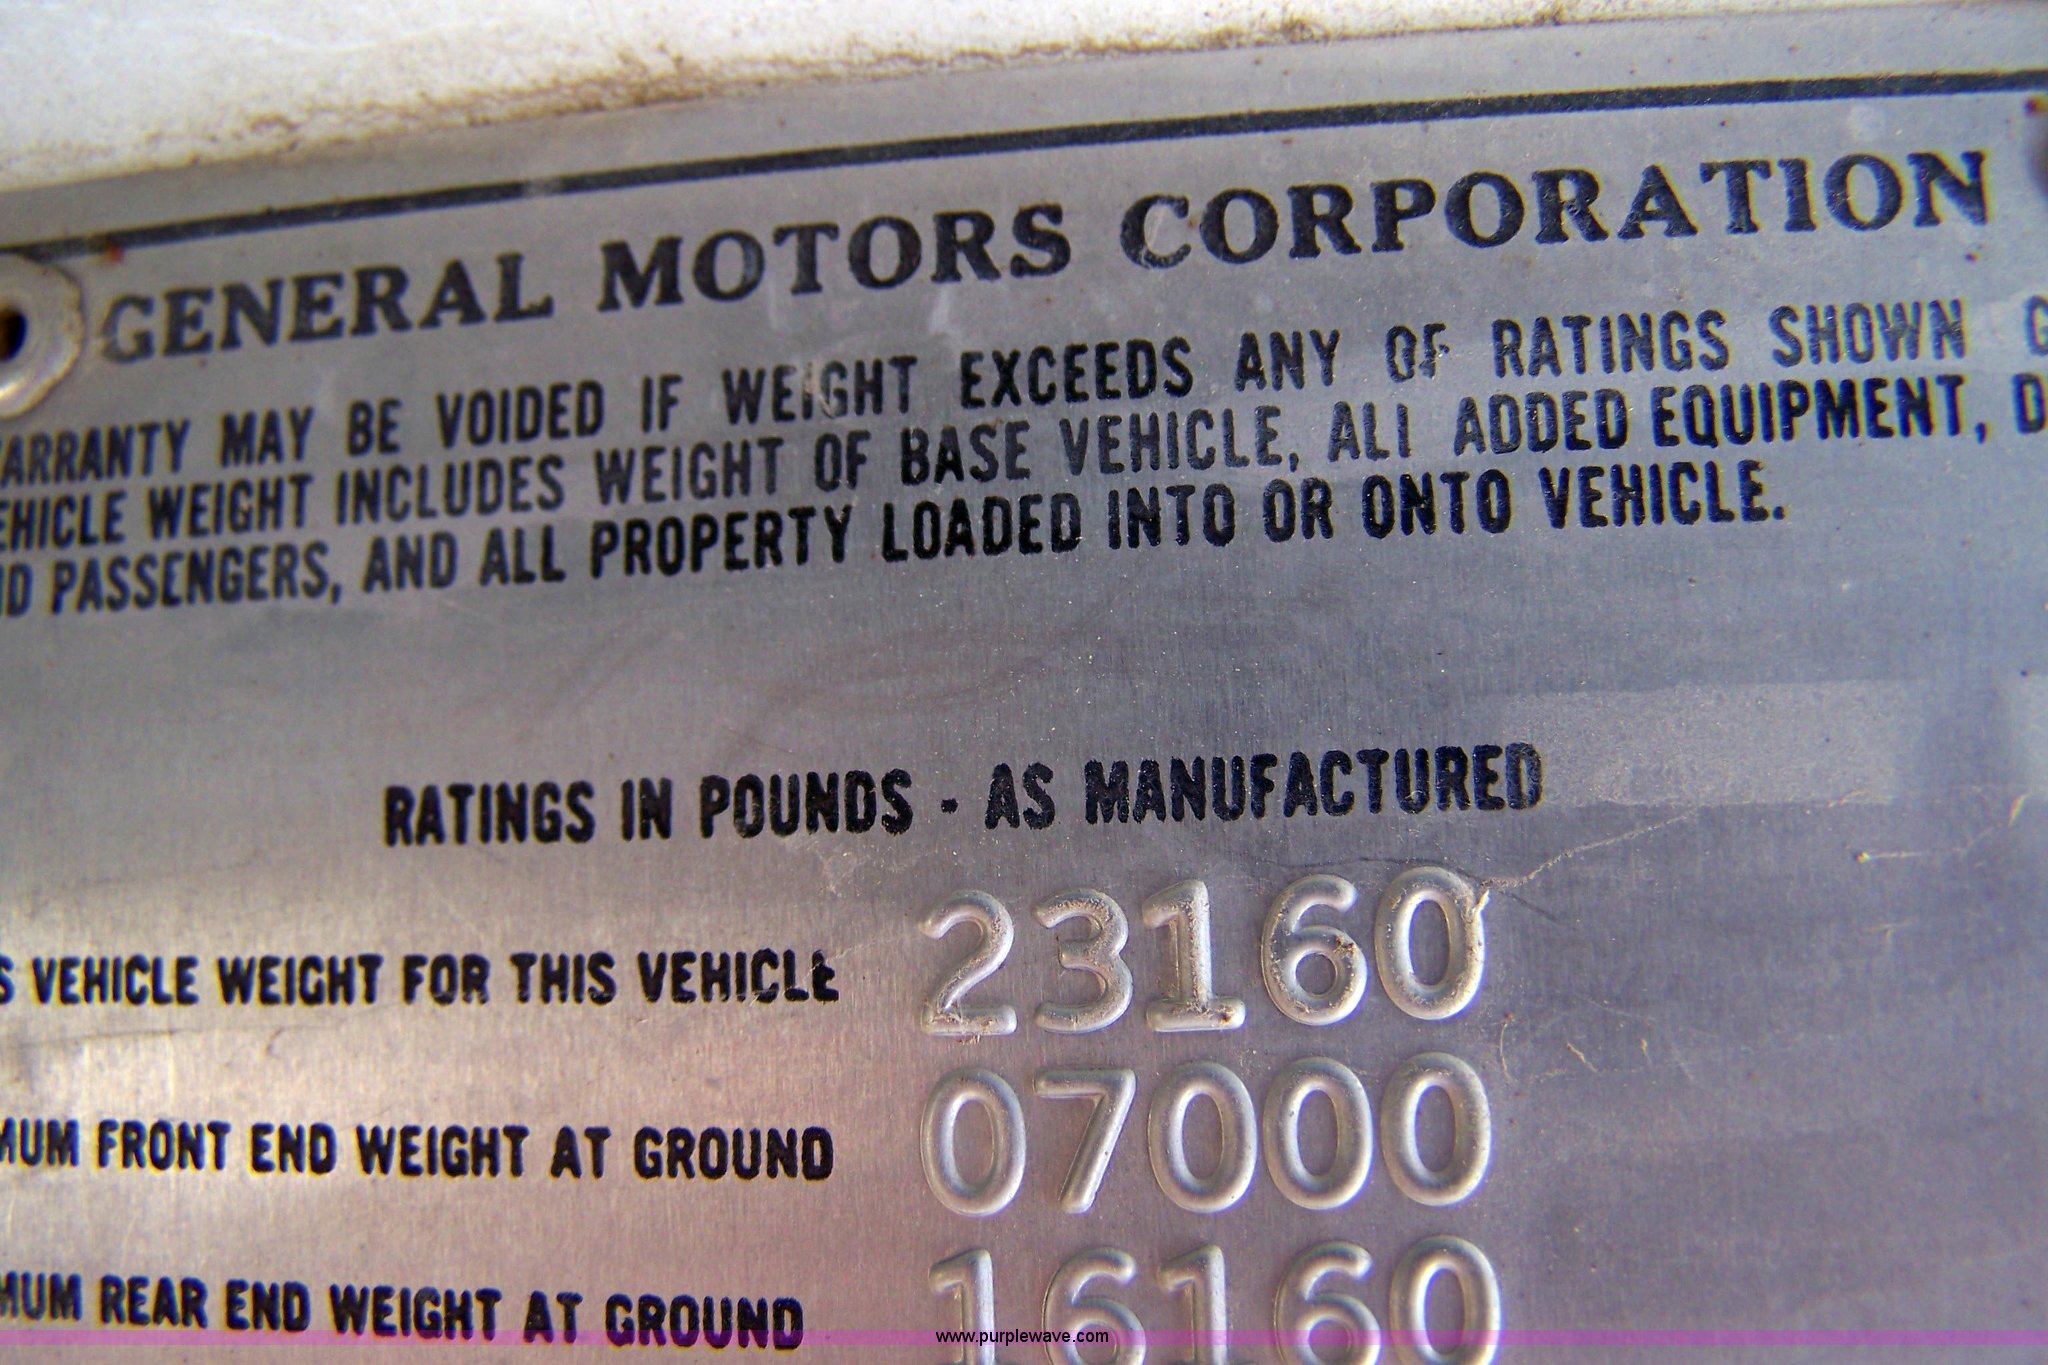 GENERAL MOTORS CORPORATION
WARRANTY MAY BE VOIDED IF WEIGHT EXCEEDS ANY OF RATINGS SHOWN G
EHICLE WEIGHT INCLUDES WEIGHT OF BASE VEHICLE, ALL ADDED EQUIPMENT, D
ND PASSENGERS, AND ALL PROPERTY LOADED INTO OR ONTO VEHICLE.
RATINGS IN POUNDS - AS MANUFACTURED
S VEHICLE WEIGHT FOR THIS VEHICLE 23160
MUM FRONT END WEIGHT AT GROUND 07000
MUM REAR END WEIGHT AT GROUND 16160
www.purplewave.com